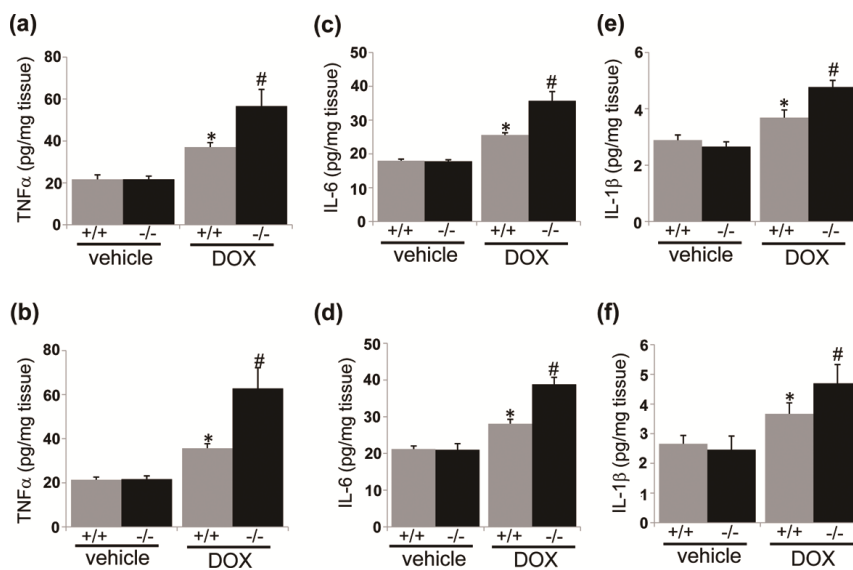 (a)
TNFα (pg/mg tissue)
80
60
40
20
0
*
#
+/+ -/- +/+ -/-
vehicle DOX
(c)
IL-6 (pg/mg tissue)
50
40
30
20
10
0
*
#
+/+ -/- +/+ -/-
vehicle DOX
(e)
IL-1β (pg/mg tissue)
6
4
2
0
*
#
+/+ -/- +/+ -/-
vehicle DOX
(b)
TNFα (pg/mg tissue)
80
60
40
20
0
*
#
+/+ -/- +/+ -/-
vehicle DOX
(d)
IL-6 (pg/mg tissue)
50
40
30
20
10
0
*
#
+/+ -/- +/+ -/-
vehicle DOX
(f)
IL-1β (pg/mg tissue)
6
5
4
3
2
1
0
*
#
+/+ -/- +/+ -/-
vehicle DOX